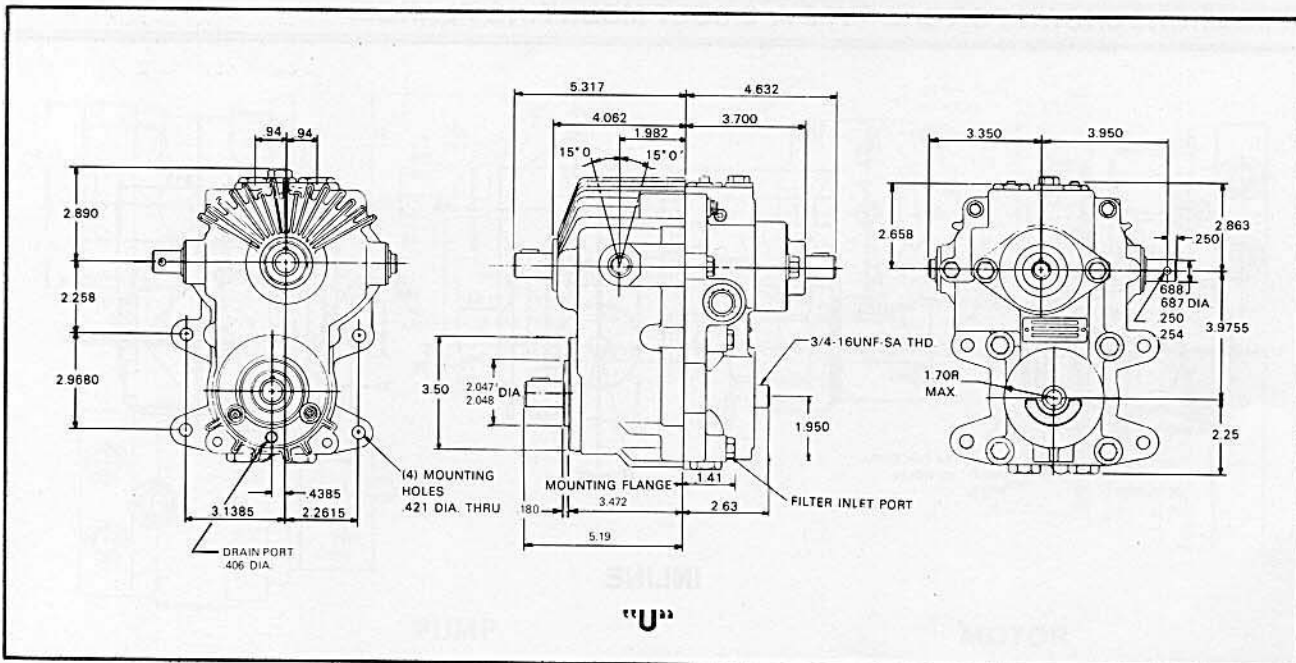 .94 .94
2.890
2.258
2.9680
3.1385
.4385
2.2615
DRAIN PORT
.406 DIA.
(4) MOUNTING
HOLES
.421 DIA. THRU
5.317
4.632
4.062
3.700
1.982
15°0' 15°0'
3.50
2.047
2.048
DIA
3/4-16UNF-SA THD
1.950
MOUNTING FLANGE
1.41
FILTER INLET PORT
.180
3.472
2.63
5.19
3.350
3.950
2.658
2.863
.250
688
687 DIA.
250
254
3.9755
1.70R
MAX
2.25
"U"
INLINE
PUMP
MOTOR